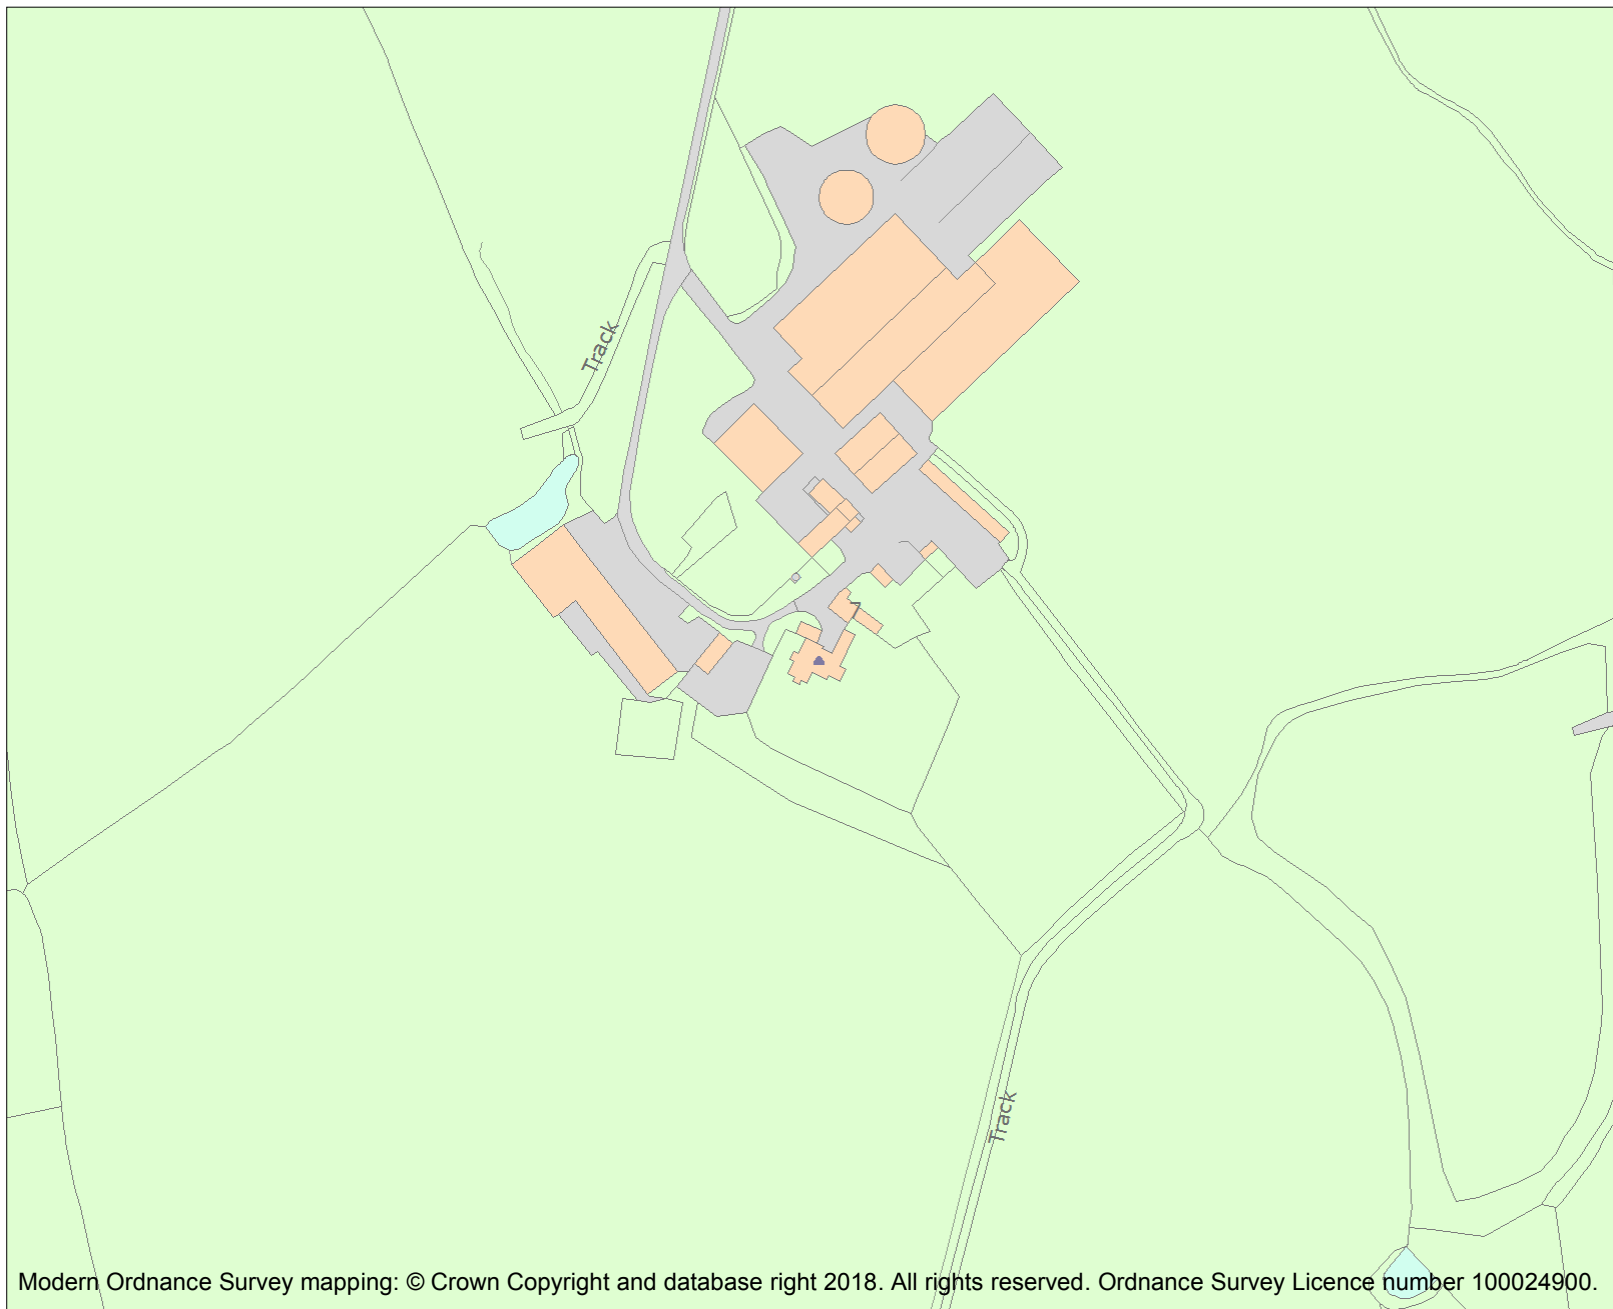 Track
7
Track
Modern Ordnance Survey mapping: © Crown Copyright and database right 2018. All rights reserved. Ordnance Survey Licence number 100024900.